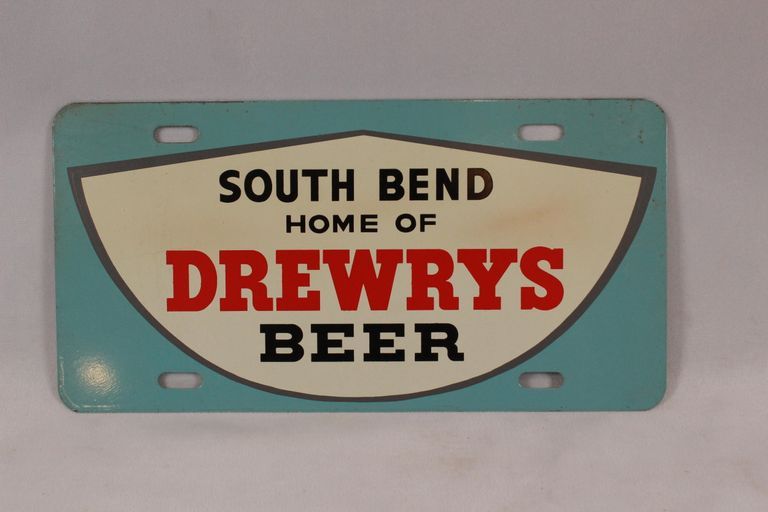 SOUTH BEND
HOME OF
DREWRYS
BEER